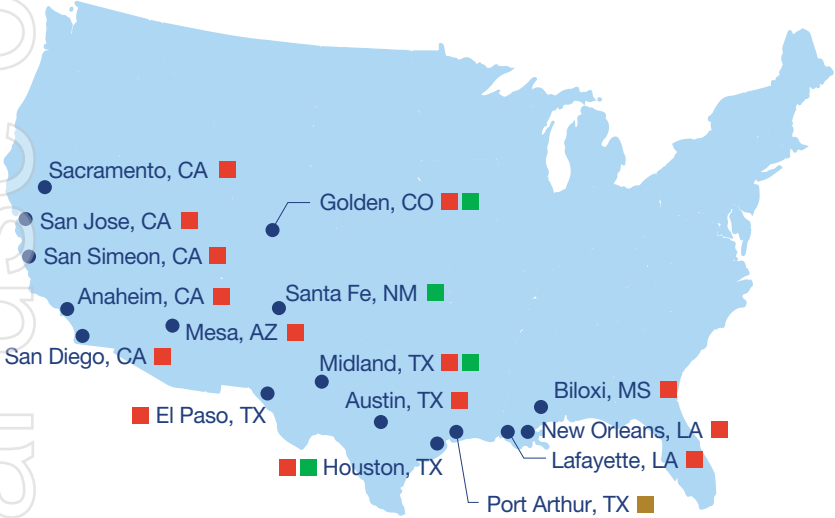 Sacramento, CA
Golden, CO
San Jose, CA
San Simeon, CA
Anaheim, CA
Santa Fe, NM
Mesa, AZ
San Diego, CA
Midland, TX
Biloxi, MS
Austin, TX
El Paso, TX
New Orleans, LA
Lafayette, LA
Houston, TX
Port Arthur, TX